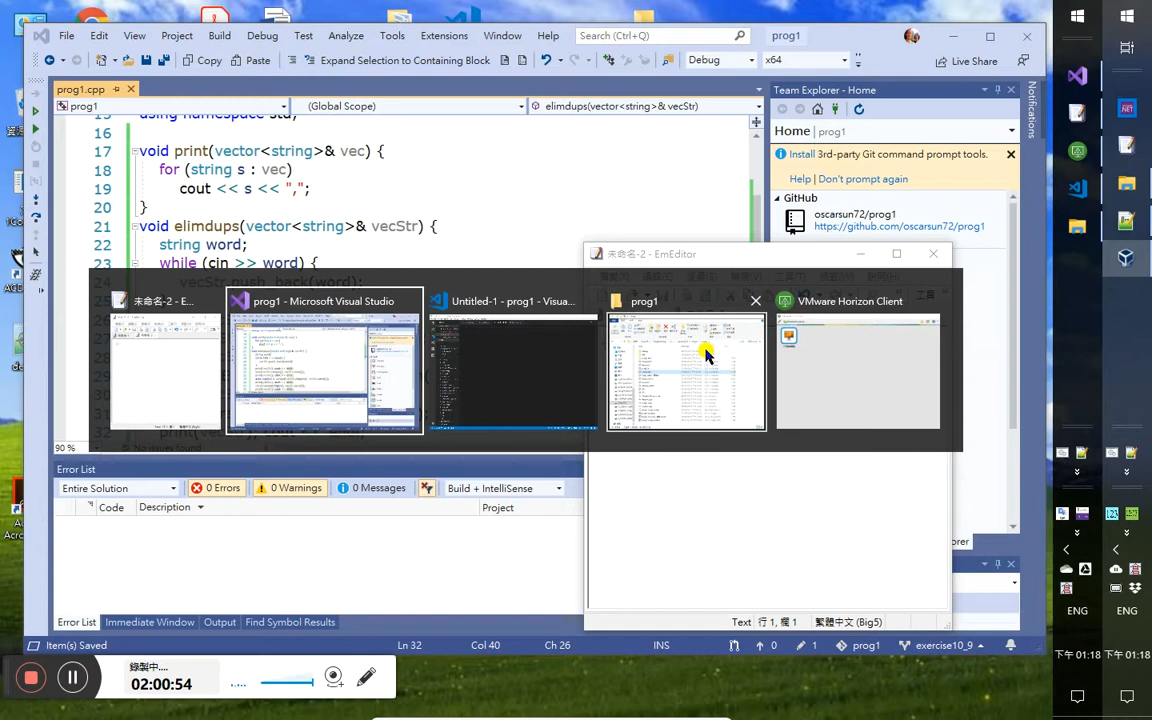 File Edit View Project Build Debug Test Analyze Tools Extensions Window Help Search (Ctrl+Q) prog1
Copy Paste Expand Selection to Containing Block Debug x64 Live Share
prog1.cpp
prog1 (Global Scope) elimdups(vector<string>& vecStr)
16
17 void print(vector<string>& vec) {
18 for (string s : vec)
19 cout << s << ",";
20 }
21 void elimdups(vector<string>& vecStr) {
22 string word;
23 while (cin >> word) {
Team Explorer - Home
Home | prog1
Install 3rd-party Git command prompt tools.
Help | Don't prompt again
GitHub
oscarsun72/prog1
https://github.com/oscarsun72/prog1
Notifications
未命名-2 - EmEditor
未命名-2 - E...
prog1 - Microsoft Visual Studio
Untitled-1 - prog1 - Visua...
prog1
VMware Horizon Client
90 %
Error List
Entire Solution 0 Errors 0 Warnings 0 Messages Build + IntelliSense
Code Description Project
Error List Immediate Window Output Find Symbol Results
Text 行 1, 欄 1 繁體中文 (Big5)
Item(s) Saved Ln 32 Col 40 Ch 26 INS 0 1 prog1 exercise10_9
錄製中....
02:00:54
ENG ENG
下午 01:18 下午 01:18